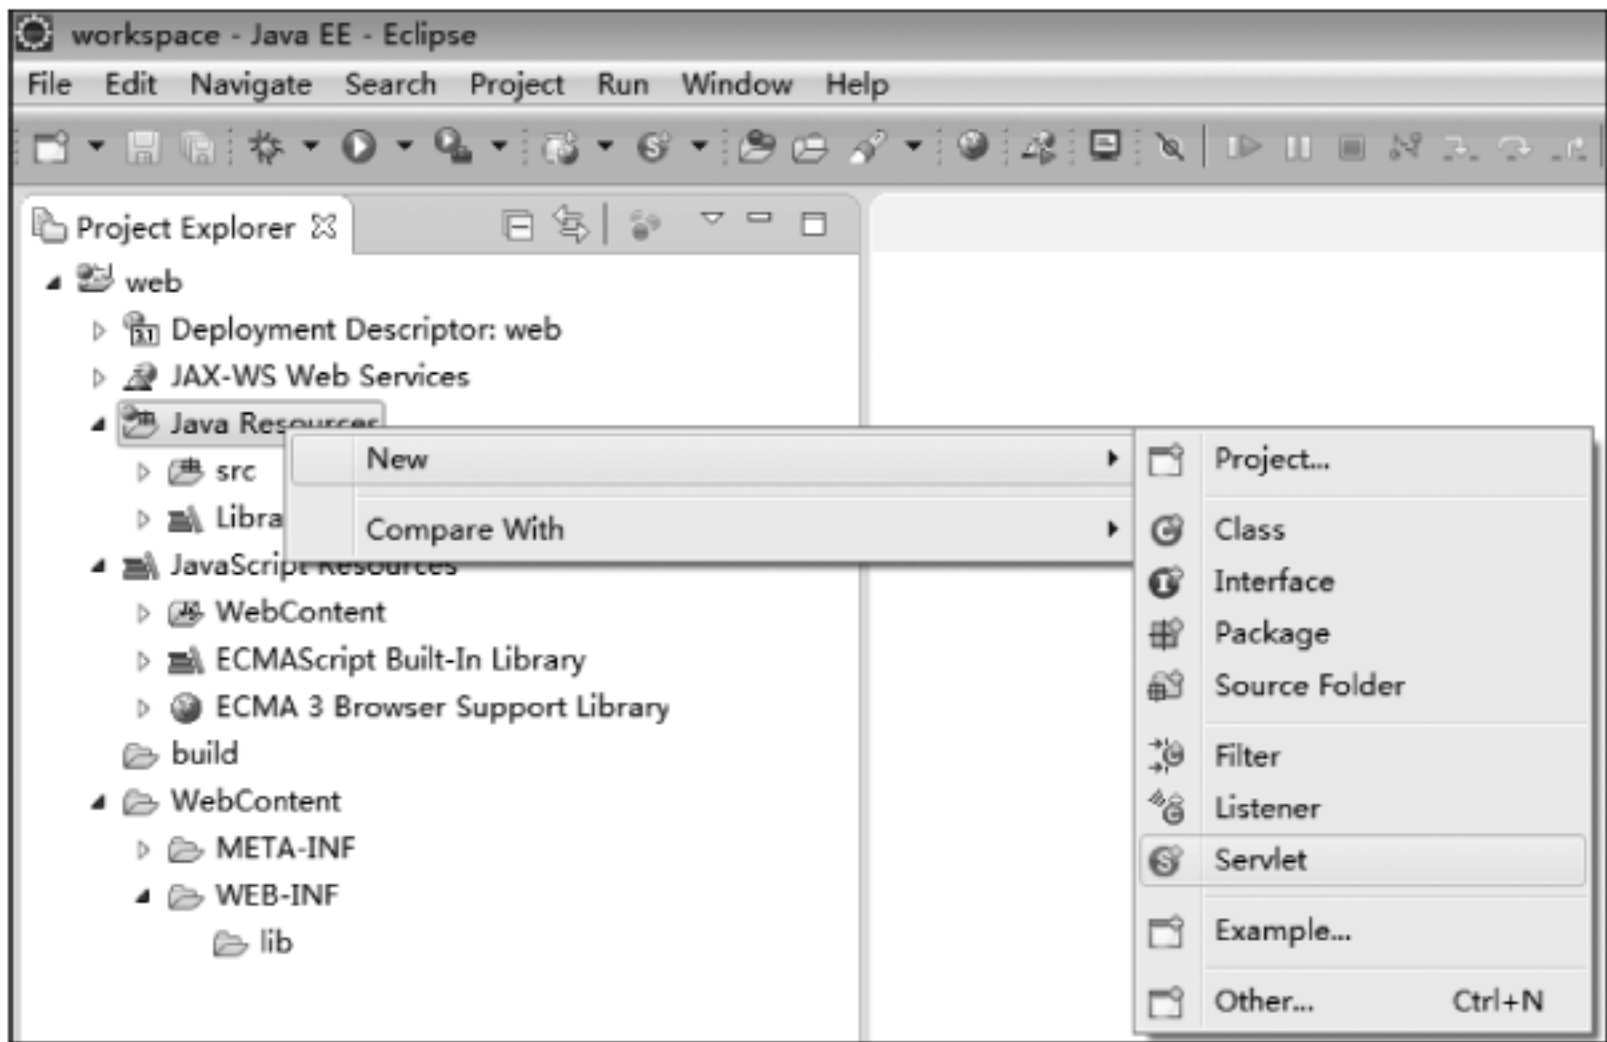 workspace - Java EE - Eclipse
File Edit Navigate Search Project Run Window Help
Project Explorer
web
3.1 Deployment Descriptor: web
JAX-WS Web Services
Java Resources
src
Libra
JavaScript Resources
WebContent
ECMAScript Built-In Library
ECMA 3 Browser Support Library
build
WebContent
META-INF
WEB-INF
lib
New
Compare With
Project...
Class
Interface
Package
Source Folder
Filter
Listener
Servlet
Example...
Other... Ctrl+N